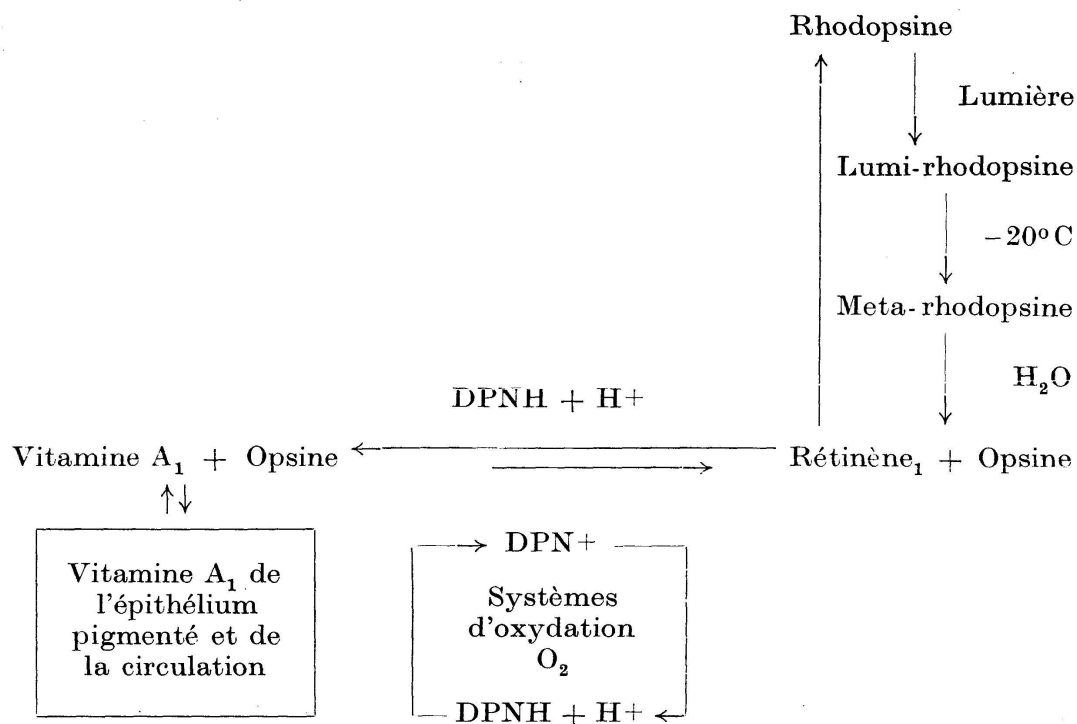 Rhodopsine
Lumière
Lumi-rhodopsine
–20° C
Meta-rhodopsine
H₂O
DPNH + H+
Vitamine A₁ + Opsine
Rétinène₁ + Opsine
Vitamine A₁ de
l'épithélium
pigmenté et de
la circulation
DPN+
Systèmes
d'oxydation
O₂
DPNH + H+